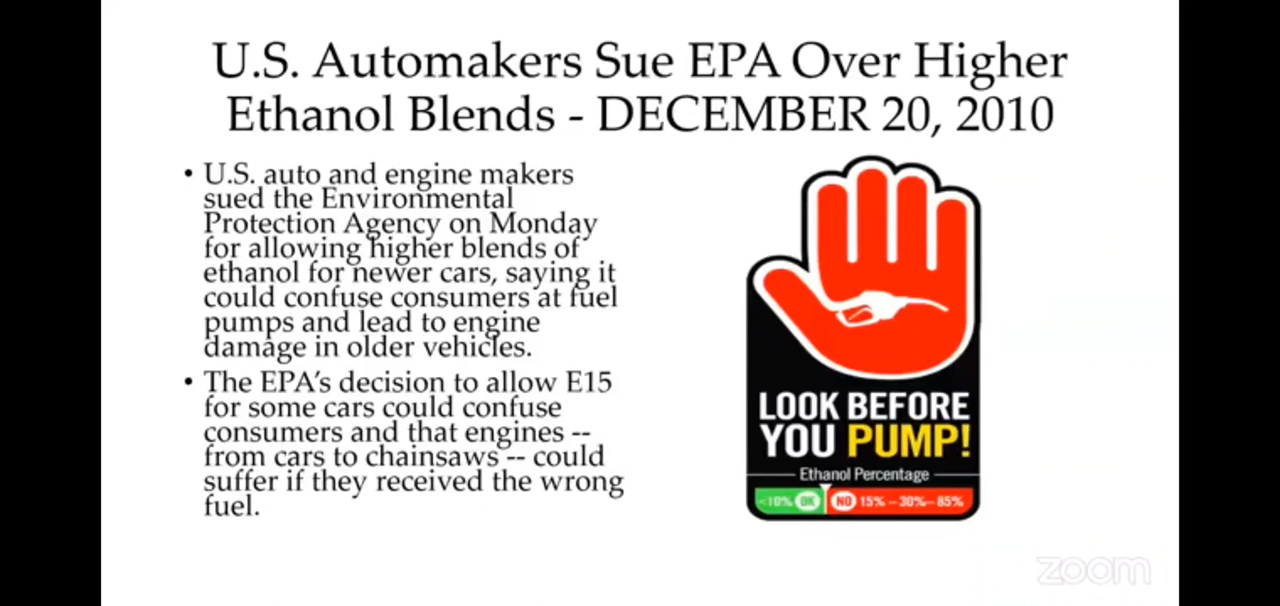 U.S. Automakers Sue EPA Over Higher
Ethanol Blends - DECEMBER 20, 2010
• U.S. auto and engine makers
sued the Environmental
Protection Agency on Monday
for allowing higher blends of
ethanol for newer cars, saying it
could confuse consumers at fuel
pumps and lead to engine
damage in older vehicles.
• The EPA's decision to allow E15
for some cars could confuse
consumers and that engines --
from cars to chainsaws -- could
suffer if they received the wrong
fuel.
LOOK BEFORE
YOU PUMP!
Ethanol Percentage
<10% OK NO 15% – 30% – 85%
zoom